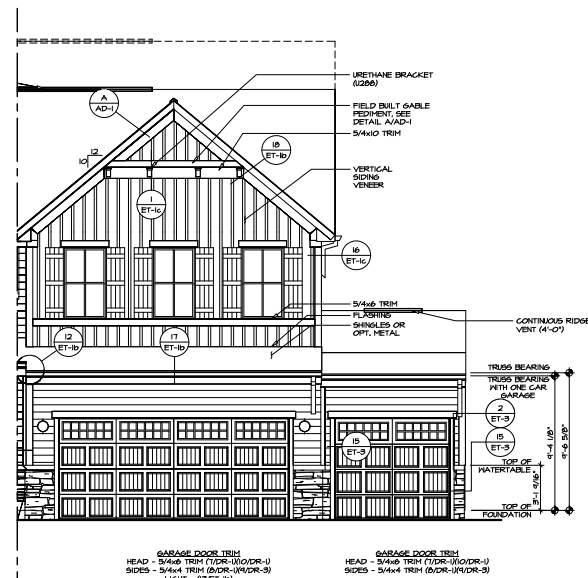 URETHANE BRACKET
(U288)
A
AD-1
FIELD BUILT GABLE
PEDIMENT, SEE
DETAIL A/AD-1
5/4x10 TRIM
12
10
18
ET-1b
VERTICAL
SIDING
VENEER
1
ET-1c
16
ET-1c
5/4x6 TRIM
FLASHING
SHINGLES OR
OPT. METAL
CONTINUOUS RIDGE
VENT (4'-0")
12
ET-1b
17
ET-1b
TRUSS BEARING
TRUSS BEARING
WITH ONE CAR
GARAGE
2
ET-3
15
ET-3
15
ET-3
9'-4 1/8"
9'-6 5/8"
TOP OF
WATERTABLE
3'-1 9/16"
TOP OF
FOUNDATION
GARAGE DOOR TRIM
HEAD - 5/4x6 TRIM (7/DR-1)(10/DR-1)
SIDES - 5/4x4 TRIM (8/DR-1)(9/DR-3)
GARAGE DOOR TRIM
HEAD - 5/4x6 TRIM (7/DR-1)(10/DR-1)
SIDES - 5/4x4 TRIM (8/DR-1)(9/DR-3)